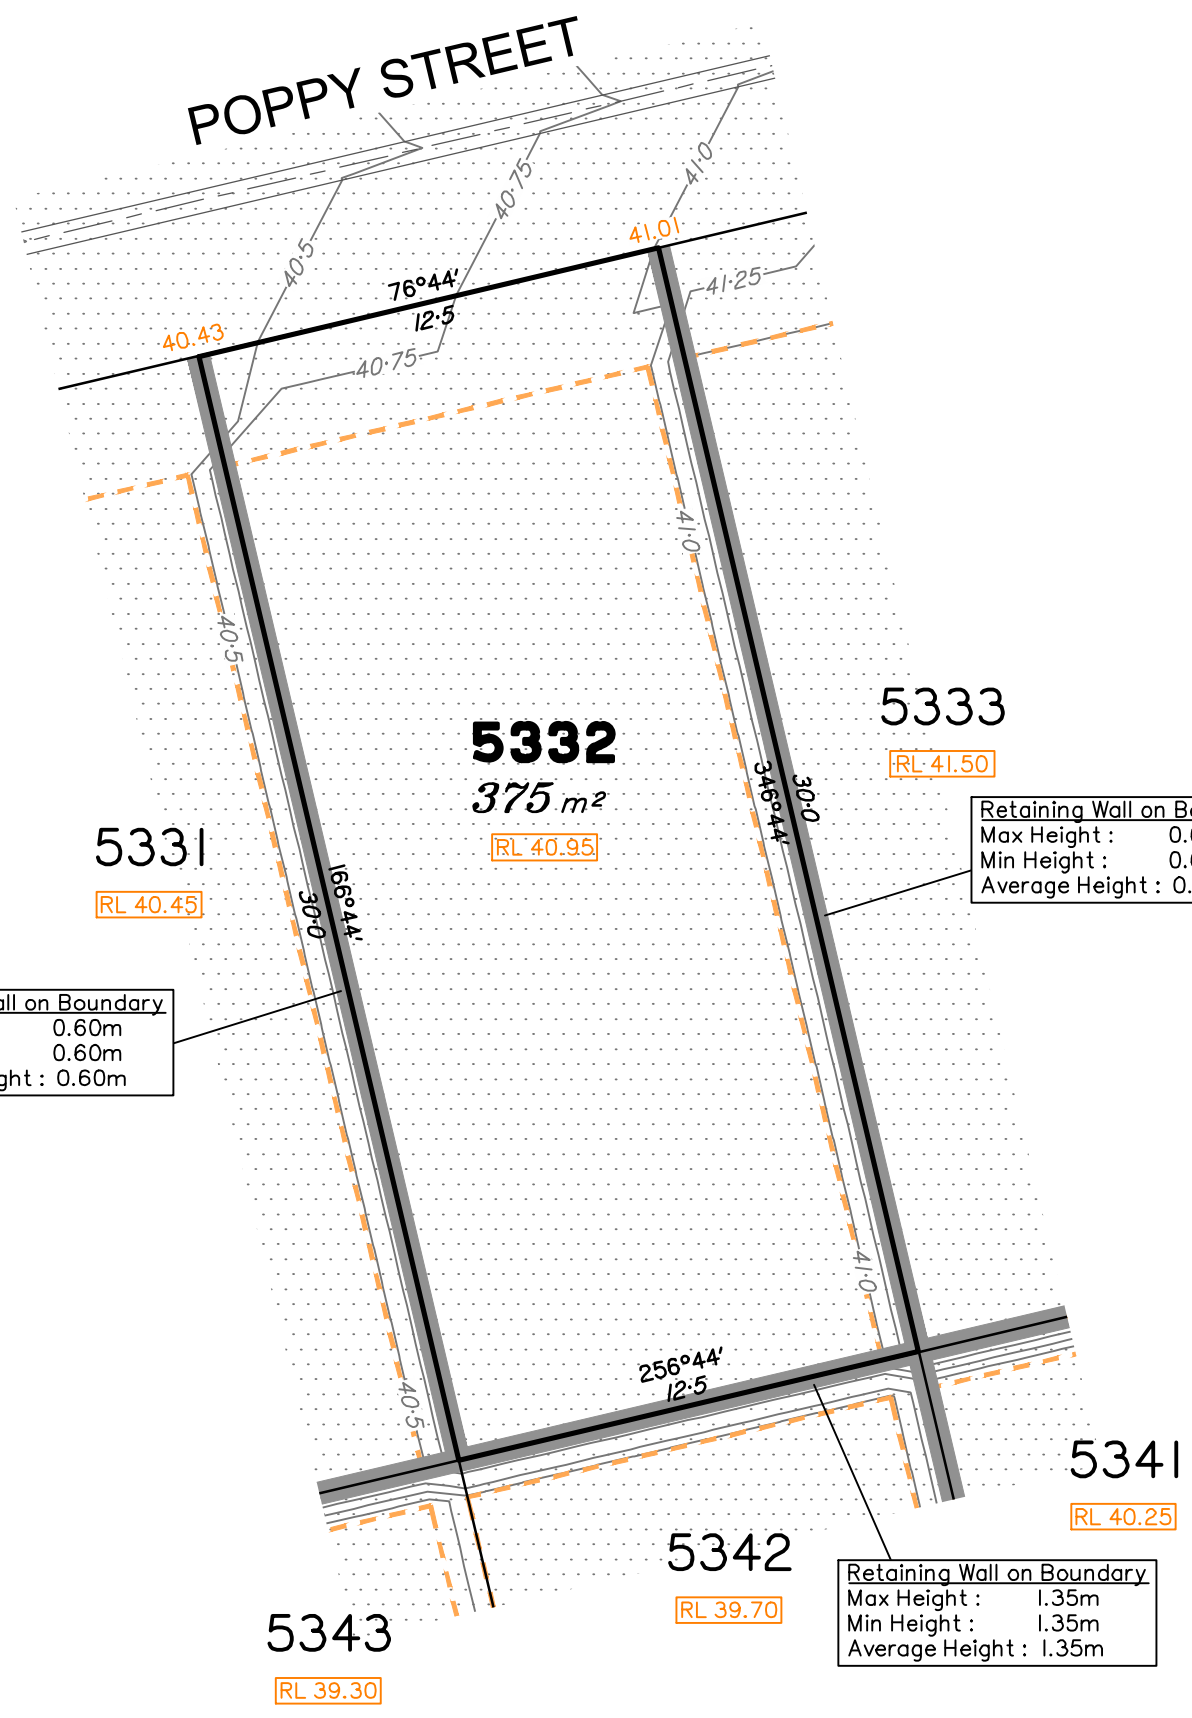 POPPY STREET
41·0
40·75
40·5
41.01
76°44'
12·5
41·25
40.43
40·75
41·0
40·5
5333
RL 41.50
5332
375 m²
RL 40.95
346°44'
30·0
Retaining Wall on
Max Height :
Min Height :
Average Height :
5331
RL 40.45
166°44'
30·0
on Boundary
0.60m
0.60m
: 0.60m
41·0
256°44'
12·5
40·5
5341
RL 40.25
5342
RL 39.70
Retaining Wall on Boundary
Max Height : 1.35m
Min Height : 1.35m
Average Height : 1.35m
5343
RL 39.30